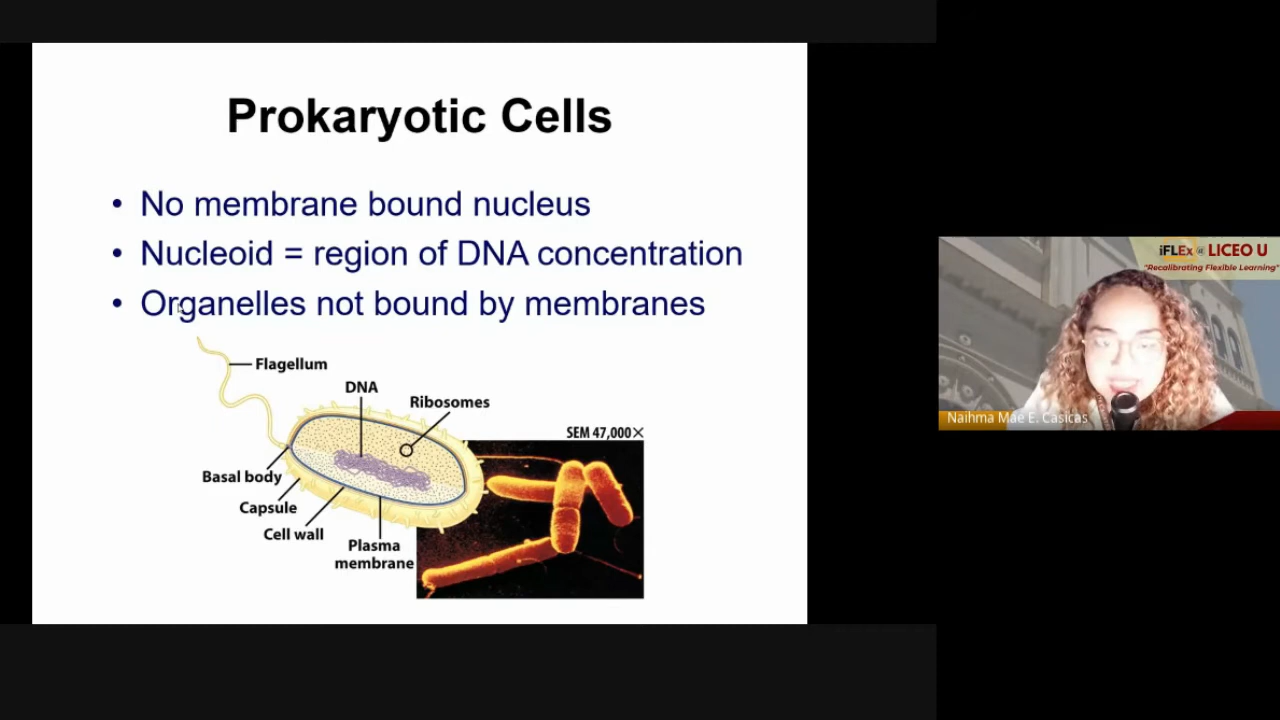 Prokaryotic Cells
• No membrane bound nucleus
• Nucleoid = region of DNA concentration
• Organelles not bound by membranes
Flagellum
DNA
Ribosomes
SEM 47,000×
Basal body
Capsule
Cell wall
Plasma
membrane
iFLEx @ LICEO U
"Recalibrating Flexible Learning"
Naihma Mae E. Casicas